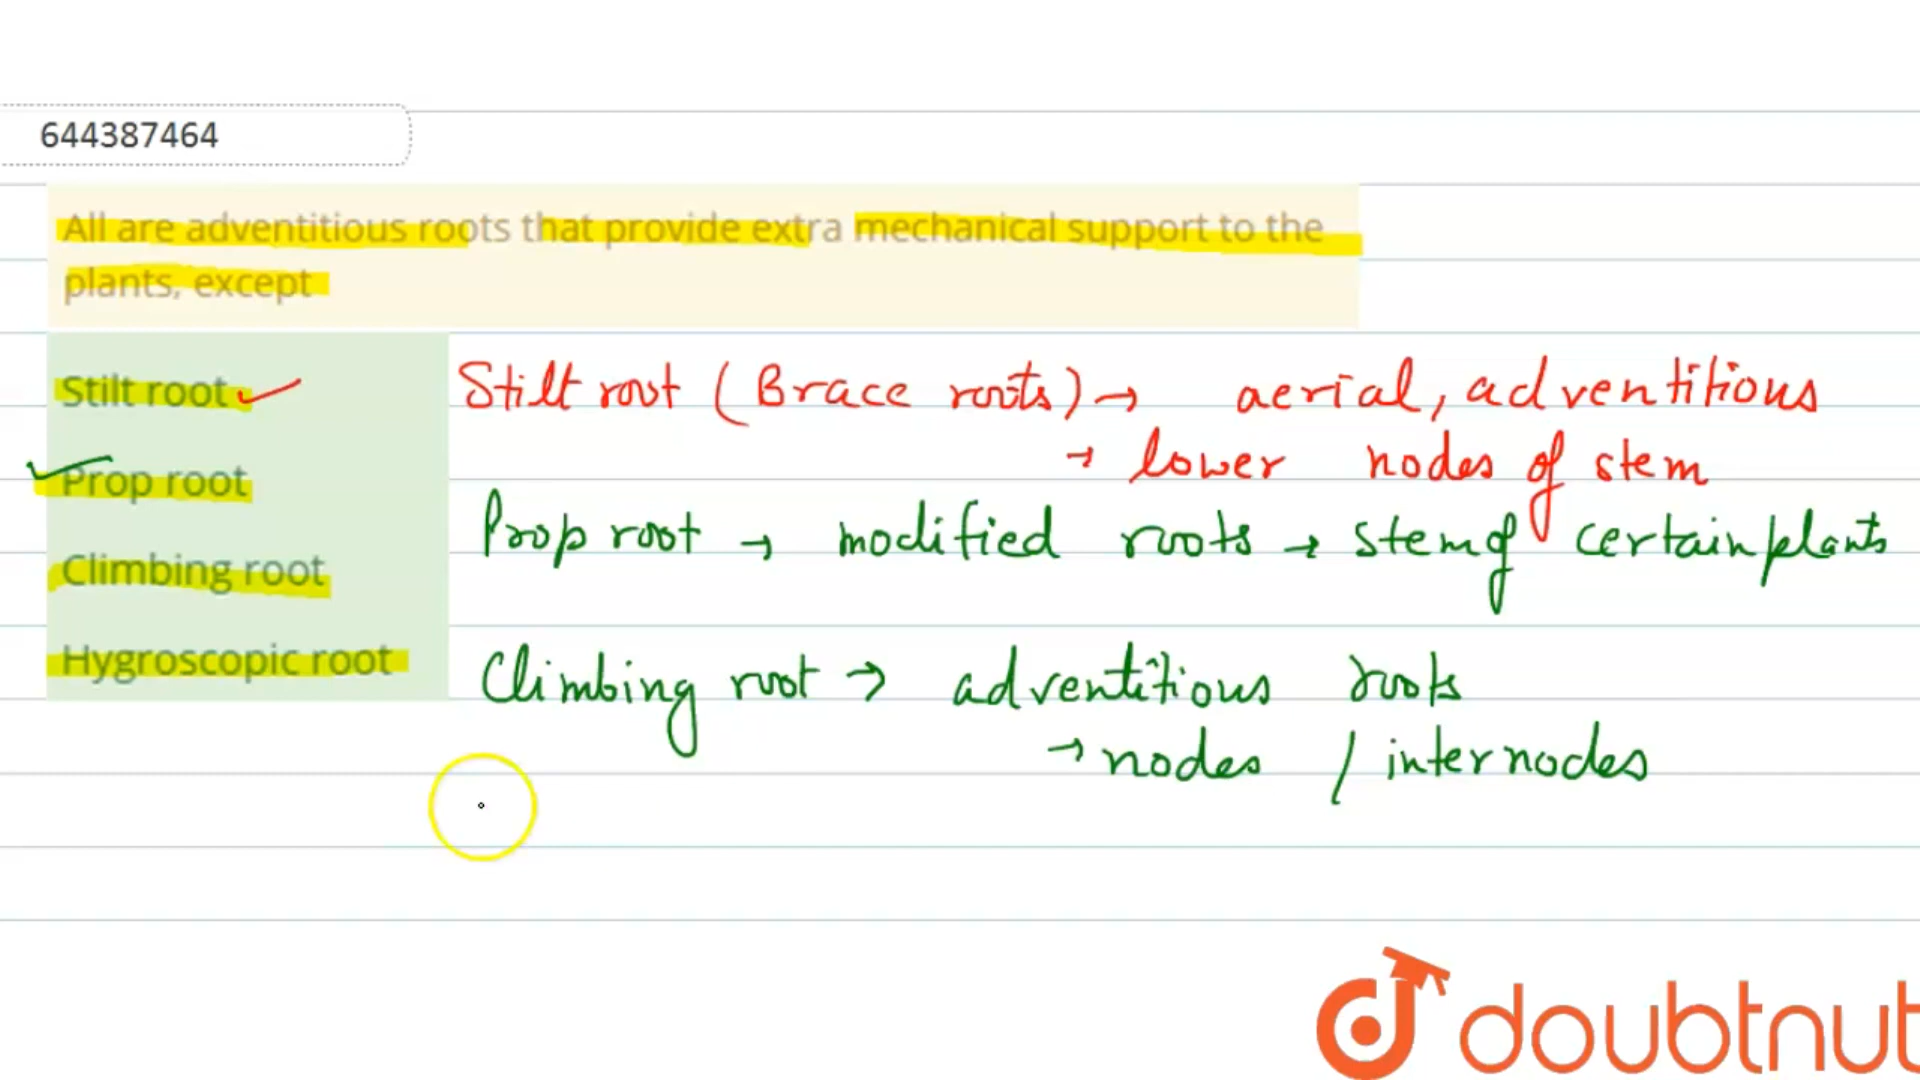 644387464
All are adventitious roots that provide extra mechanical support to the
plants, except
Stilt root
Prop root
Climbing root
Hygroscopic root
Stilt root (Brace roots) → aerial, adventitious
→ lower nodes of stem
Prop root → modified roots → stem of certain plants
Climbing root → adventitious roots
→ nodes / internodes
doubtnut